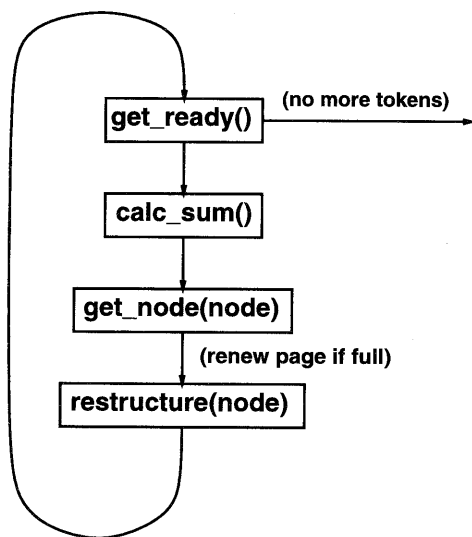 (no more tokens)
get_ready()
calc_sum()
get_node(node)
(renew page if full)
restructure(node)